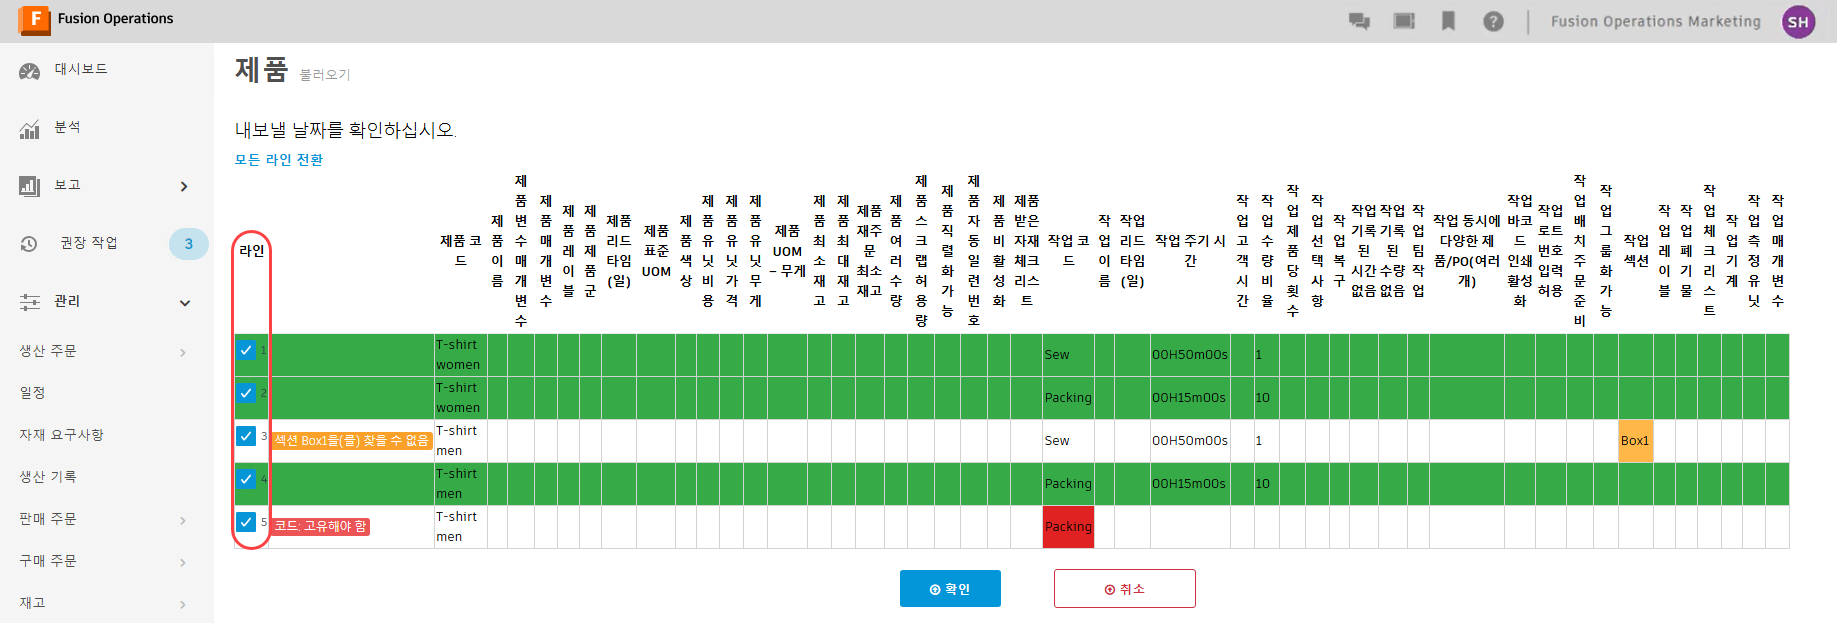 Fusion Operations
Fusion Operations Marketing
SH
대시보드
분석
보고
권장 작업
3
관리
생산 주문
일정
자재 요구사항
생산 기록
판매 주문
구매 주문
재고
제품 불러오기
내보낼 날짜를 확인하십시오.
모든 라인 전환
라인
제품 코드
제품 이름
제품 변수 매개변수
제품 매개변수
제품 레이블
제품 제품군
제품 리드 타임(일)
제품 표준 UOM
제품 색상
제품 유닛 비용
제품 유닛 가격
제품 유닛 무게
제품 UOM – 무게
제품 최소 재고
제품 최대 재고
제품 재주문 최소 재고
제품 여러 수량
제품 스크랩 허용량
제품 직렬화 가능
제품 자동 일련번호
제품 비활성화
제품 받은 자재 체크리스트
작업 코드
작업 이름
작업 리드 타임(일)
작업 주기 시간
작업 고객 시간
작업 수량 비율
작업 제품당 횟수
작업 선택 사항
작업 복구
작업 기록된 시간 없음
작업 기록된 수량 없음
작업 팀 작업
작업 동시에 다양한 제품/PO(여러 개)
작업 바코드 인쇄 활성화
작업 로트 번호 입력 허용
작업 배치 주문 준비
작업 그룹화 가능
작업 섹션
작업 레이블
작업 폐기물
작업 체크리스트
작업 기계
작업 측정 유닛
작업 매개변수
1 T-shirt women Sew 00H50m00s 1
2 T-shirt women Packing 00H15m00s 10
3 섹션 Box1을(를) 찾을 수 없음 T-shirt men Sew 00H50m00s 1 Box1
4 T-shirt men Packing 00H15m00s 10
5 코드: 고유해야 함 T-shirt men Packing
확인
취소